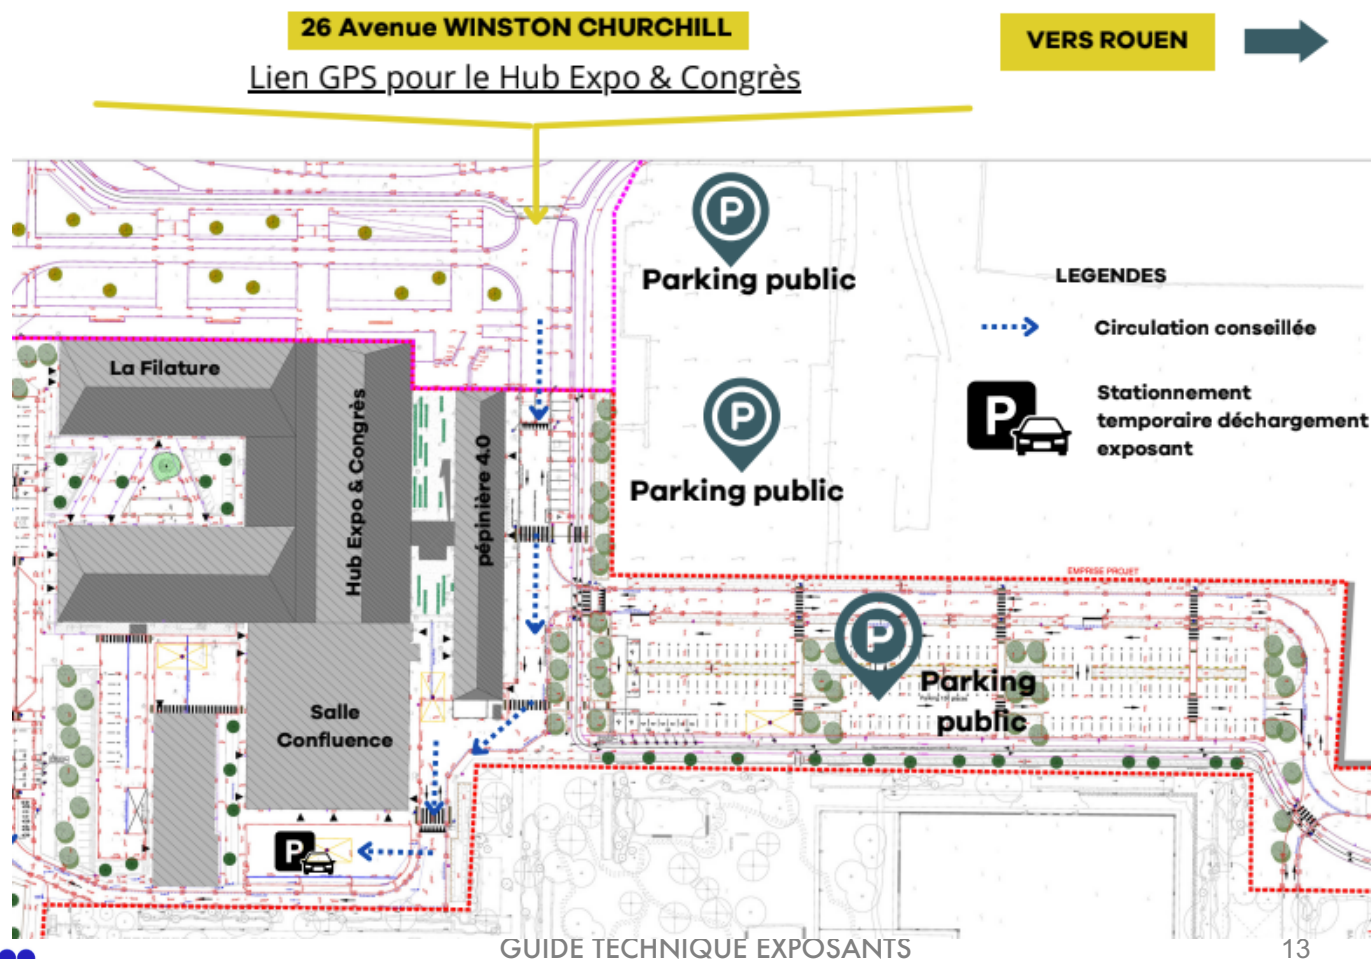 26 Avenue WINSTON CHURCHILL
VERS ROUEN
Lien GPS pour le Hub Expo & Congrès
P
Parking public
LEGENDES
Circulation conseillée
P
Stationnement
temporaire déchargement
exposant
La Filature
Hub Expo & Congrès
pépinière 4.0
P
Parking public
EMPRISE PROJET
P
Parking
public
Salle
Confluence
P
GUIDE TECHNIQUE EXPOSANTS
13